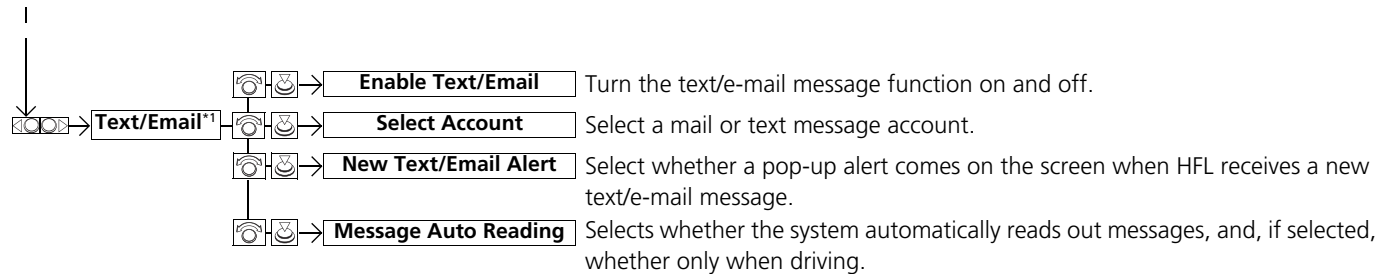 Enable Text/Email Turn the text/e-mail message function on and off.
Text/Email*1
Select Account Select a mail or text message account.
New Text/Email Alert Select whether a pop-up alert comes on the screen when HFL receives a new
text/e-mail message.
Message Auto Reading Selects whether the system automatically reads out messages, and, if selected,
whether only when driving.